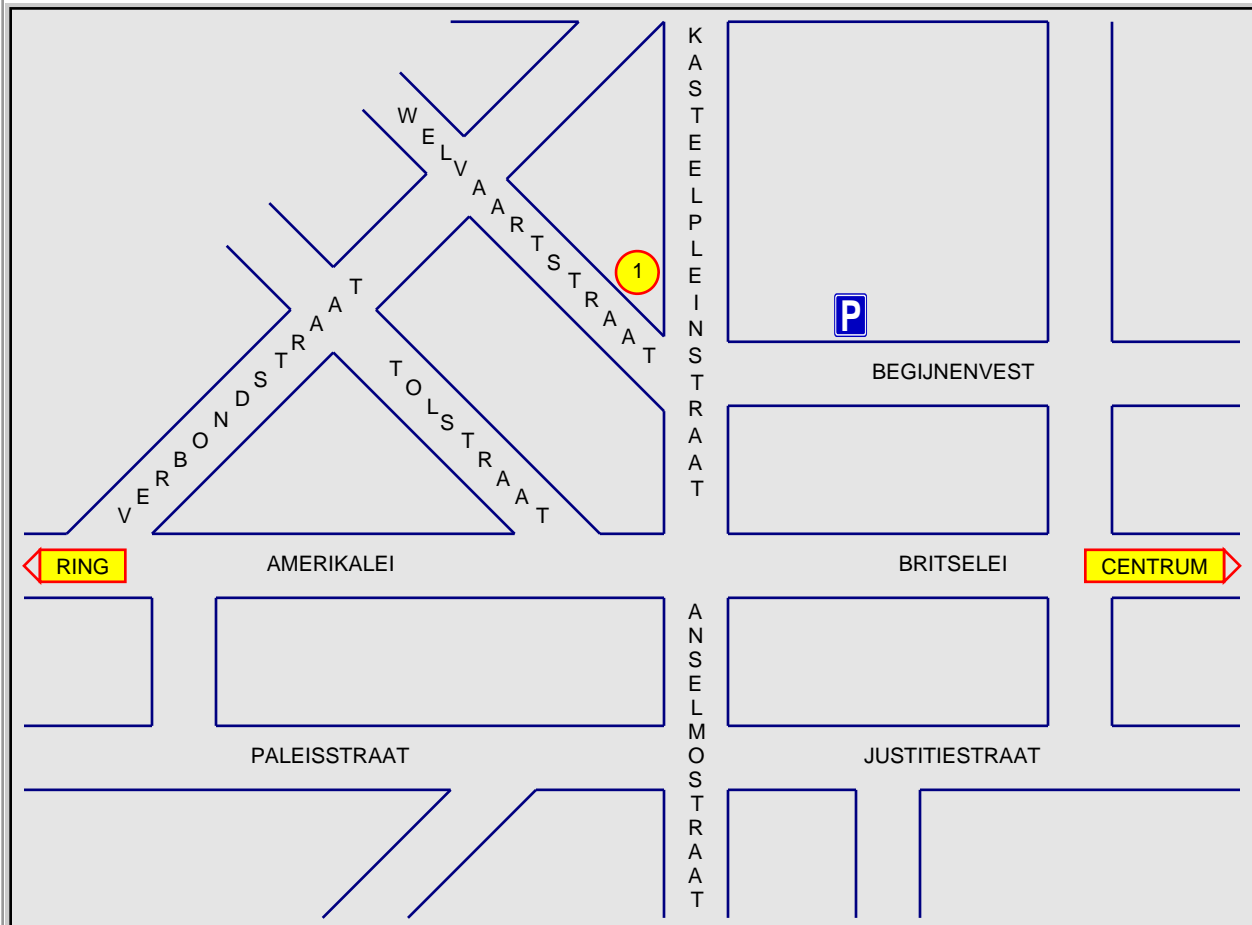 KASTEELPLEINSTRAAT
WELVAARTSTRAAT
1
P
VERBONDSTRAAT
TOLSTRAAT
BEGIJNENVEST
RING
AMERIKALEI
BRITSELEI
CENTRUM
ANSELMOSTRAAT
PALEISSTRAAT
JUSTITIESTRAAT